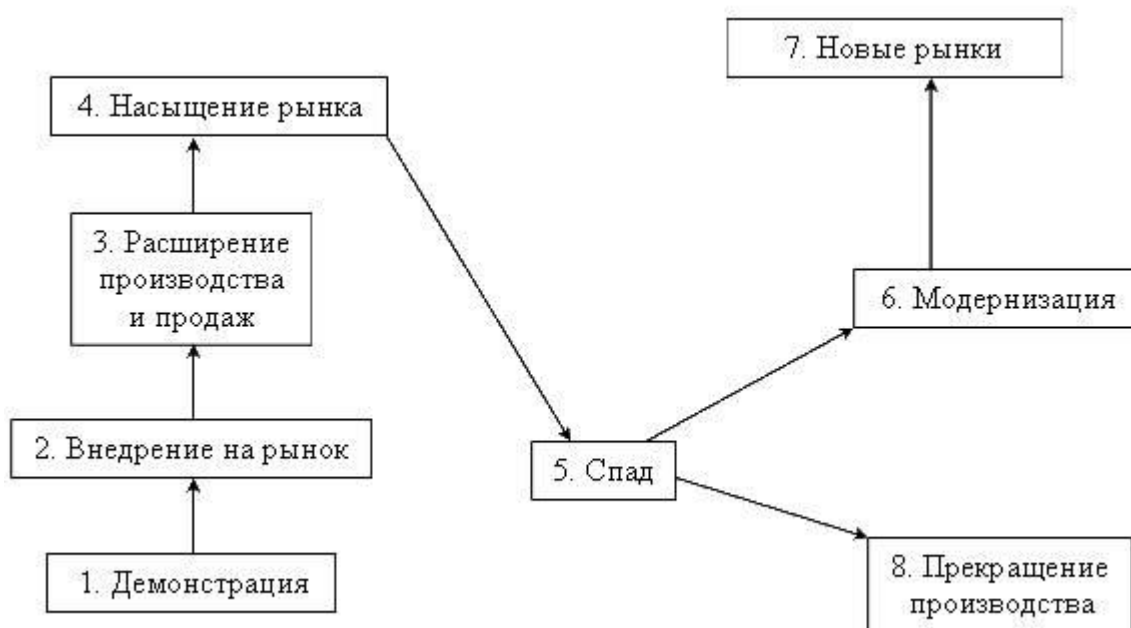 7. Новые рынки
4. Насыщение рынка
3. Расширение
производства
и продаж
6. Модернизация
2. Внедрение на рынок
5. Спад
1. Демонстрация
8. Прекращение
производства